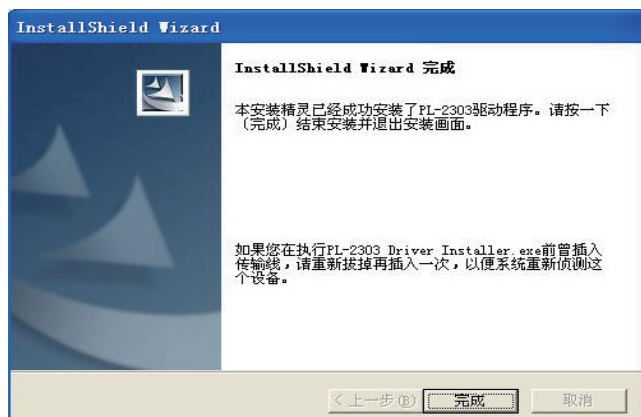 InstallShield Wizard
InstallShield Wizard 完成
本安装精灵已经成功安装了PL-2303驱动程序。请按一下
（完成）结束安装并退出安装画面。
如果您在执行PL-2303 Driver Installer.exe前曾插入
传输线，请重新拔掉再插入一次，以便系统重新侦测这
个设备。
< 上一步(B)
完成
取消